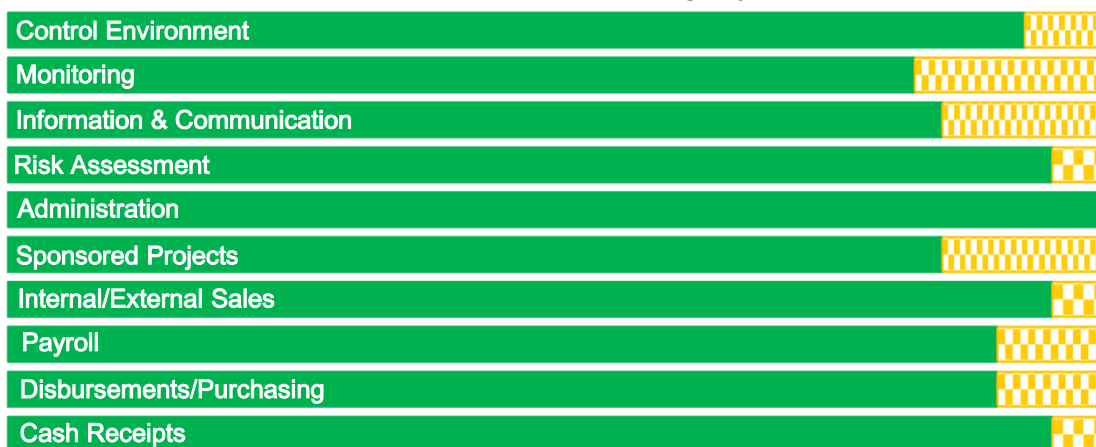 Control Environment
Monitoring
Information & Communication
Risk Assessment
Administration
Sponsored Projects
Internal/External Sales
Payroll
Disbursements/Purchasing
Cash Receipts